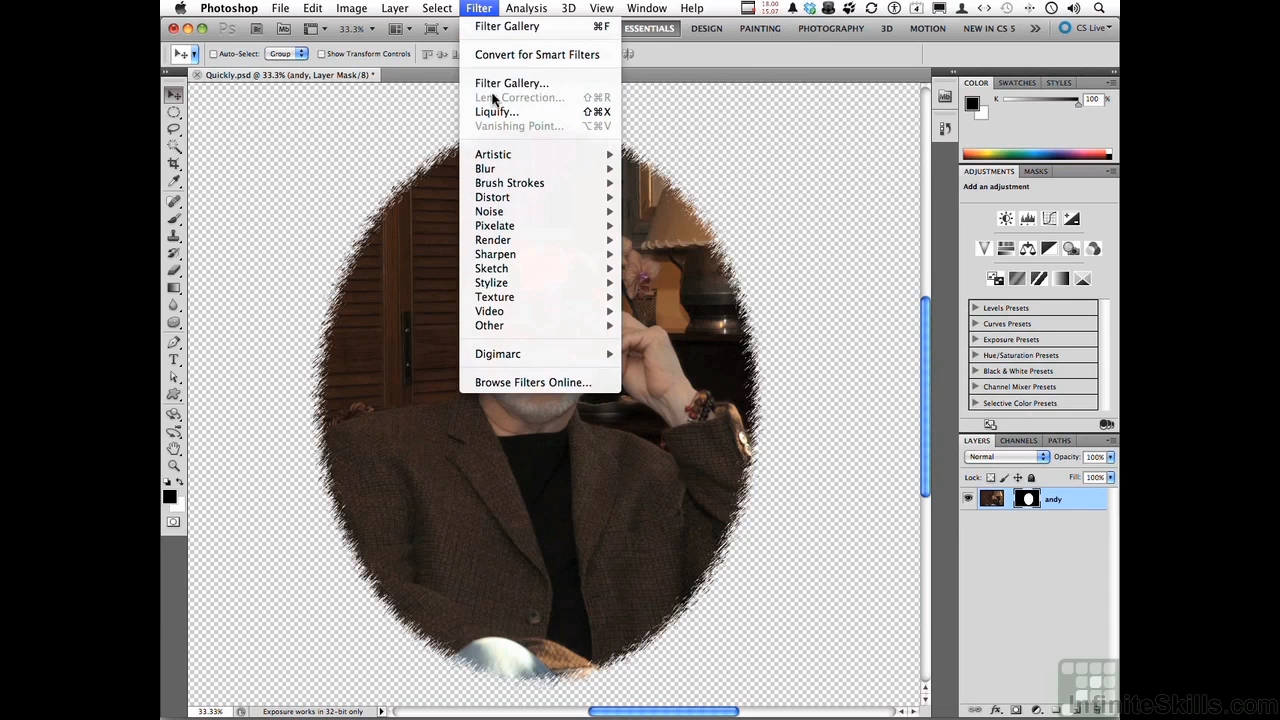 Photoshop File Edit Image Layer Select Filter Analysis 3D View Window Help 18.00 15.07
Ps Mb 33.3% ESSENTIALS DESIGN PAINTING PHOTOGRAPHY 3D MOTION NEW IN CS 5 CS Live
Auto-Select: Group Show Transform Controls
Quickly.psd @ 33.3% (andy, Layer Mask/8) *
Filter Gallery ⌘F
Convert for Smart Filters
Filter Gallery...
Lens Correction... ⇧⌘R
Liquify... ⇧⌘X
Vanishing Point... ⌥⌘V
Artistic
Blur
Brush Strokes
Distort
Noise
Pixelate
Render
Sharpen
Sketch
Stylize
Texture
Video
Other
Digimarc
Browse Filters Online...
COLOR SWATCHES STYLES
K 100 %
ADJUSTMENTS MASKS
Add an adjustment
Levels Presets
Curves Presets
Exposure Presets
Hue/Saturation Presets
Black & White Presets
Channel Mixer Presets
Selective Color Presets
LAYERS CHANNELS PATHS
Normal Opacity: 100%
Lock: Fill: 100%
andy
33.33% Exposure works in 32-bit only
InfiniteSkills.com